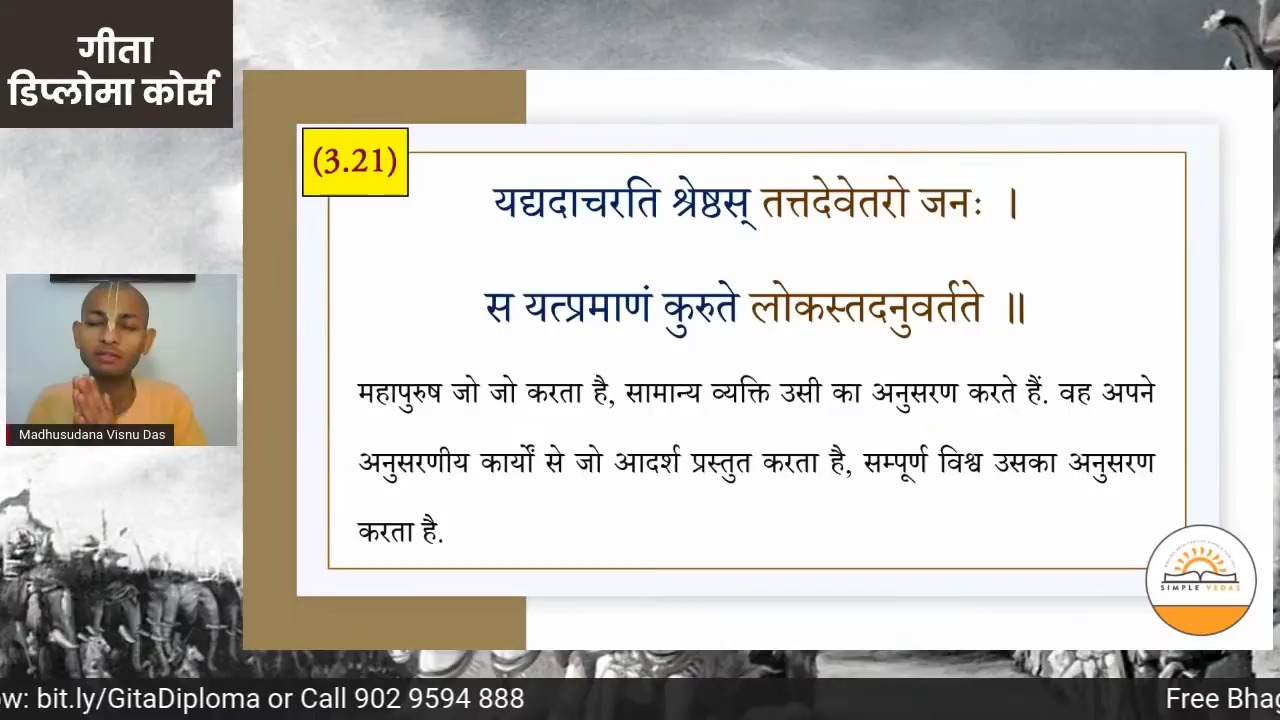 गीता
डिप्लोमा कोर्स
(3.21)
यद्यदाचरति श्रेष्ठस् तत्तदेवेतरो जनः ।
स यत्प्रमाणं कुरुते लोकस्तदनुवर्तते ॥
महापुरुष जो जो करता है, सामान्य व्यक्ति उसी का अनुसरण करते हैं. वह अपने
अनुसरणीय कार्यों से जो आदर्श प्रस्तुत करता है, सम्पूर्ण विश्व उसका अनुसरण
करता है.
Madhusudana Visnu Das
SIMPLE VEDAS
ow: bit.ly/GitaDiploma or Call 902 9594 888
Free Bhag